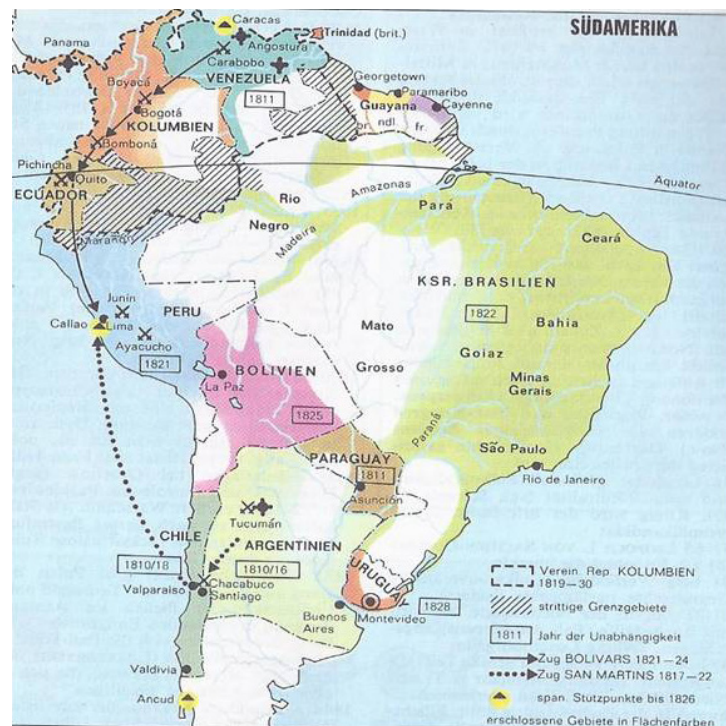 SÜDAMERIKA
Caracas
Panama
Angostura
Trinidad (brit.)
Carabobo
VENEZUELA
Georgetown
Paramaribo
Boyacá
1811
Guayana
Cayenne
br.
ndl.
fr.
Bogotá
KOLUMBIEN
Bomboná
Pichincha
Quito
ECUADOR
Äquator
Rio
Negro
Amazonas
Pará
Marañón
Madeira
Ceará
KSR. BRASILIEN
1822
Junín
PERU
Callao
Lima
Mato
Grosso
Bahia
Ayacucho
1821
Goiaz
BOLIVIEN
La Paz
Minas
Gerais
1825
Paraná
PARAGUAY
São Paulo
1811
Rio de Janeiro
Asunción
Tucumán
CHILE
ARGENTINIEN
1810/18
1810/16
Valparaiso
Chacabuco
Santiago
URUGUAY
Buenos
Aires
1828
Montevideo
Valdivia
Ancud
Verein. Rep. KOLUMBIEN
1819—30
strittige Grenzgebiete
1811 Jahr der Unabhängigkeit
Zug BOLIVARS 1821—24
Zug SAN MARTINS 1817—22
span. Stützpunkte bis 1826
erschlossene Gebiete in Flächenfarben